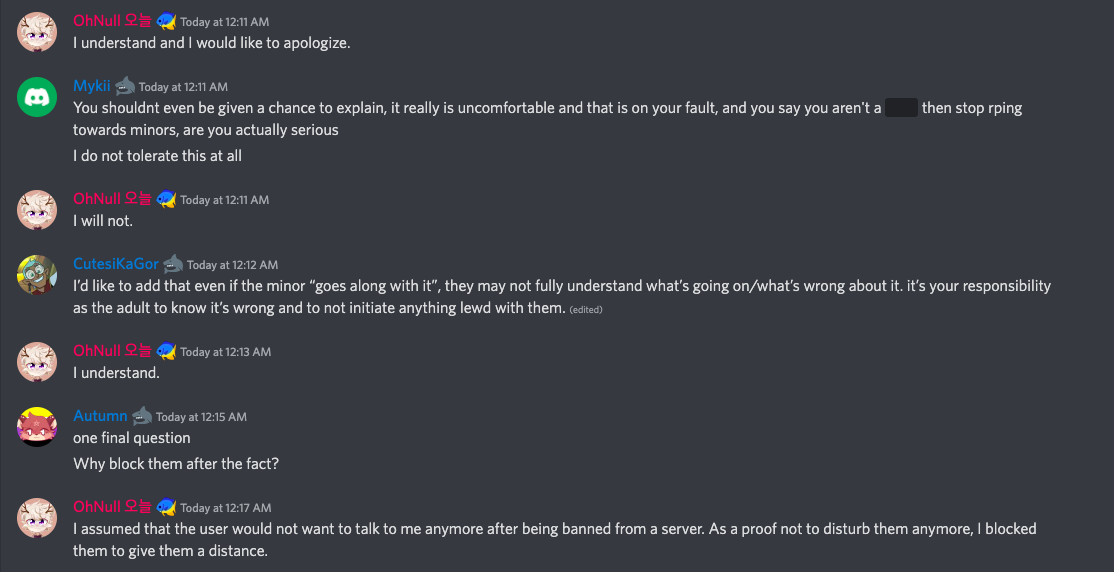 OhNull 오늘 Today at 12:11 AM
I understand and I would like to apologize.
Mykii Today at 12:11 AM
You shouldnt even be given a chance to explain, it really is uncomfortable and that is on your fault, and you say you aren't a then stop rping
towards minors, are you actually serious
I do not tolerate this at all
OhNull 오늘 Today at 12:11 AM
I will not.
CutesiKaGor Today at 12:12 AM
I'd like to add that even if the minor “goes along with it”, they may not fully understand what's going on/what's wrong about it. it's your responsibility
as the adult to know it's wrong and to not initiate anything lewd with them. (edited)
OhNull 오늘 Today at 12:13 AM
I understand.
Autumn Today at 12:15 AM
one final question
Why block them after the fact?
OhNull 오늘 Today at 12:17 AM
I assumed that the user would not want to talk to me anymore after being banned from a server. As a proof not to disturb them anymore, I blocked
them to give them a distance.